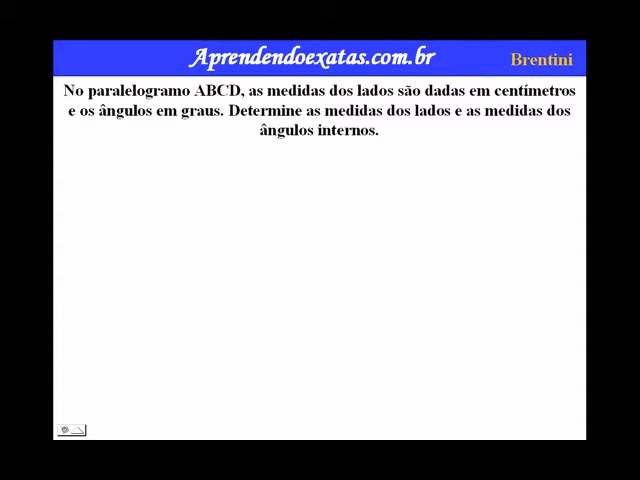 Aprendendoexatas.com.br
Brentini
No paralelogramo ABCD, as medidas dos lados são dadas em centímetros
e os ângulos em graus. Determine as medidas dos lados e as medidas dos
ângulos internos.